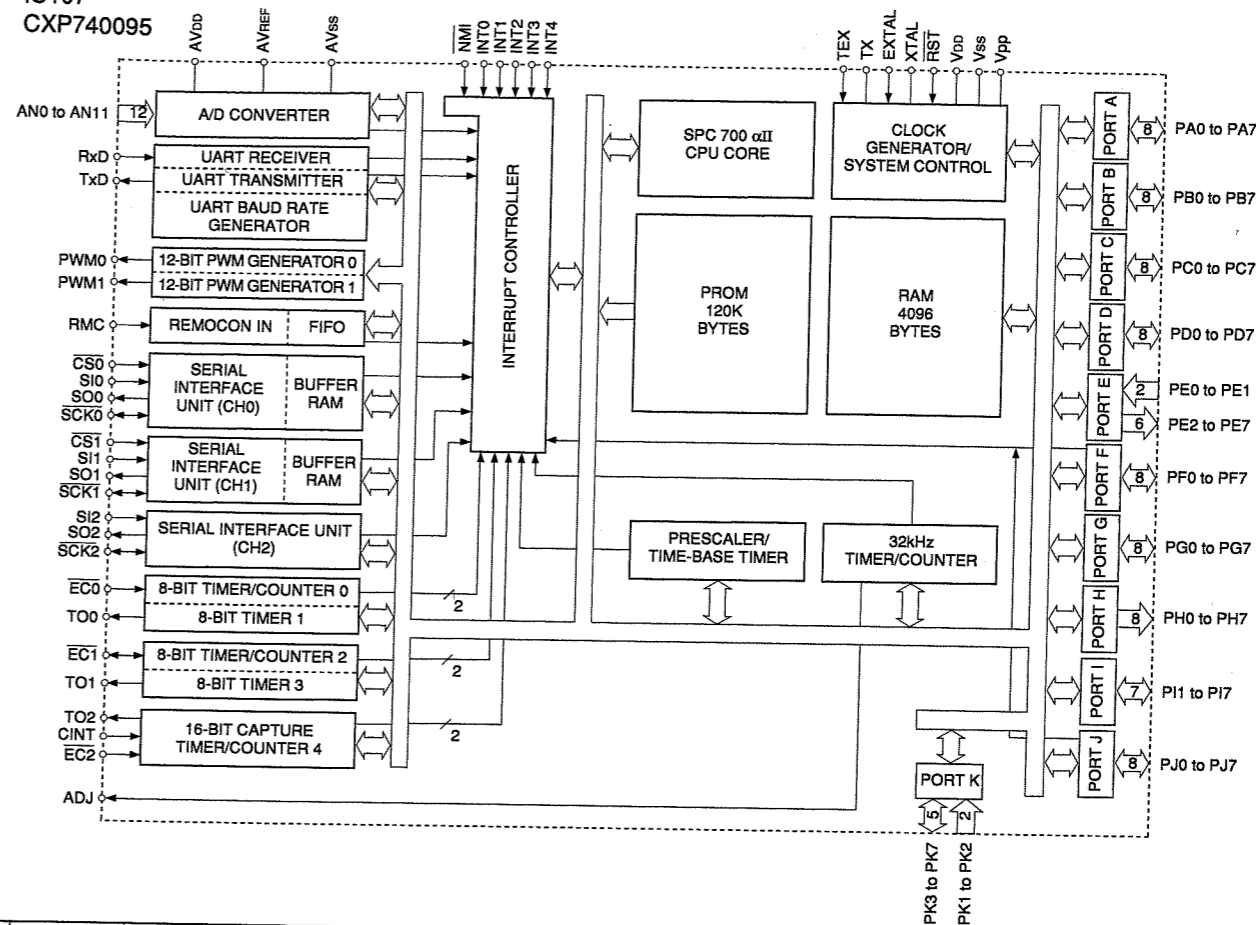 CXP740095
AVDD
AVREF
AVSS
NMI
INT0
INT1
INT2
INT3
INT4
TEX
TX
EXTAL
XTAL
RST
VDD
Vss
Vpp
AN0 to AN11
12
A/D CONVERTER
RxD
UART RECEIVER
TxD
UART TRANSMITTER
UART BAUD RATE
GENERATOR
PWM0
12-BIT PWM GENERATOR 0
PWM1
12-BIT PWM GENERATOR 1
RMC
REMOCON IN
FIFO
CS0
SI0
SO0
SCK0
SERIAL
INTERFACE
UNIT (CH0)
BUFFER
RAM
CS1
SI1
SO1
SCK1
SERIAL
INTERFACE
UNIT (CH1)
BUFFER
RAM
SI2
SO2
SCK2
SERIAL INTERFACE UNIT
(CH2)
EC0
8-BIT TIMER/COUNTER 0
2
TO0
8-BIT TIMER 1
EC1
8-BIT TIMER/COUNTER 2
2
TO1
8-BIT TIMER 3
TO2
CINT
EC2
16-BIT CAPTURE
TIMER/COUNTER 4
2
ADJ
INTERRUPT CONTROLLER
SPC 700 αII
CPU CORE
CLOCK
GENERATOR/
SYSTEM CONTROL
PROM
120K
BYTES
RAM
4096
BYTES
PRESCALER/
TIME-BASE TIMER
32kHz
TIMER/COUNTER
PORT A
8
PA0 to PA7
PORT B
8
PB0 to PB7
PORT C
8
PC0 to PC7
PORT D
8
PD0 to PD7
PORT E
2
PE0 to PE1
6
PE2 to PE7
PORT F
8
PF0 to PF7
PORT G
8
PG0 to PG7
PORT H
8
PH0 to PH7
PORT I
7
PI1 to PI7
PORT J
8
PJ0 to PJ7
PORT K
5
2
PK3 to PK7
PK1 to PK2